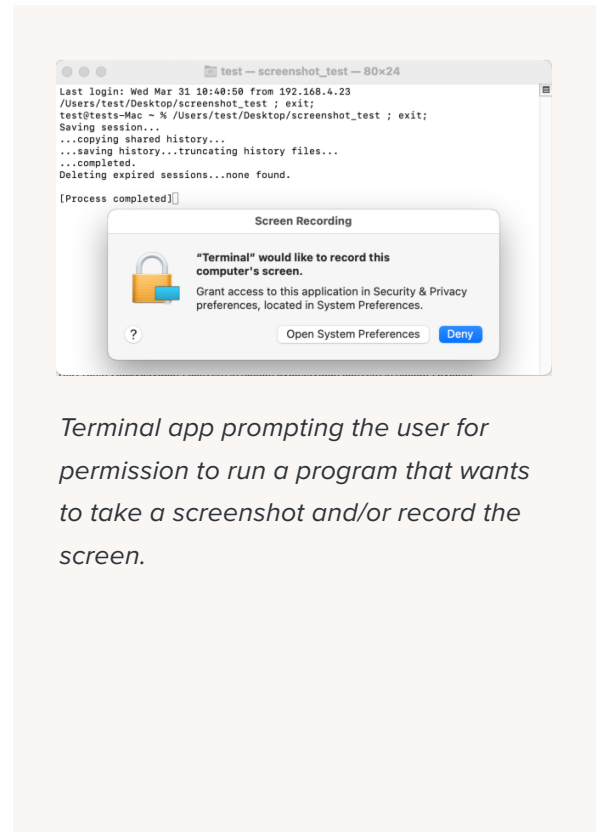 test — screenshot_test — 80×24
Last login: Wed Mar 31 10:40:50 from 192.168.4.23
/Users/test/Desktop/screenshot_test ; exit;
test@tests-Mac ~ % /Users/test/Desktop/screenshot_test ; exit;
Saving session...
...copying shared history...
...saving history...truncating history files...
...completed.
Deleting expired sessions...none found.
[Process completed]
Screen Recording
“Terminal” would like to record this
computer's screen.
Grant access to this application in Security & Privacy
preferences, located in System Preferences.
? Open System Preferences Deny
Terminal app prompting the user for
permission to run a program that wants
to take a screenshot and/or record the
screen.